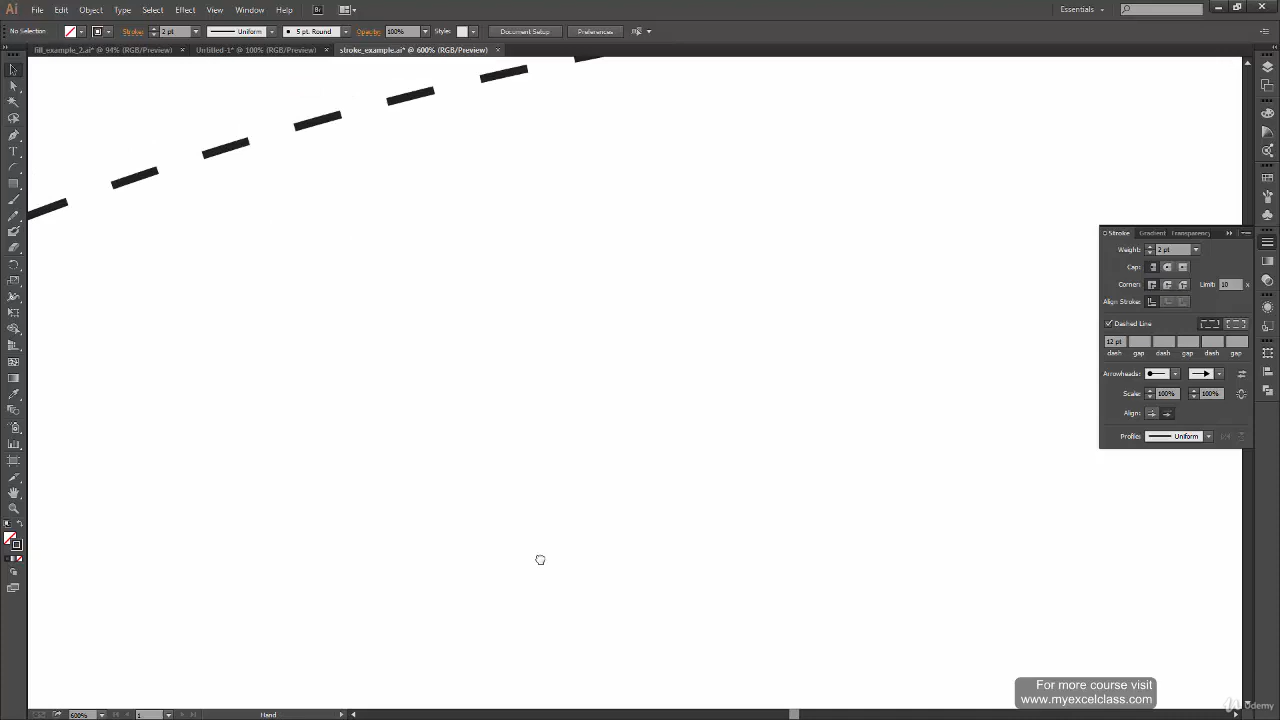 Ai File Edit Object Type Select Effect View Window Help Br Essentials
No Selection Stroke: 2 pt Uniform 5 pt. Round Opacity: 100% Style: Document Setup Preferences
fill_example_2.ai* @ 94% (RGB/Preview) × Untitled-1* @ 100% (RGB/Preview) × stroke_example.ai* @ 600% (RGB/Preview) ×
Stroke Gradient Transparency
Weight: 2 pt
Cap:
Corner: Limit: 10 x
Align Stroke:
Dashed Line
12 pt
dash gap dash gap dash gap
Arrowheads:
Scale: 100% 100%
Align:
Profile: Uniform
For more course visit
www.myexcelclass.com
Udemy
600% 1 Hand